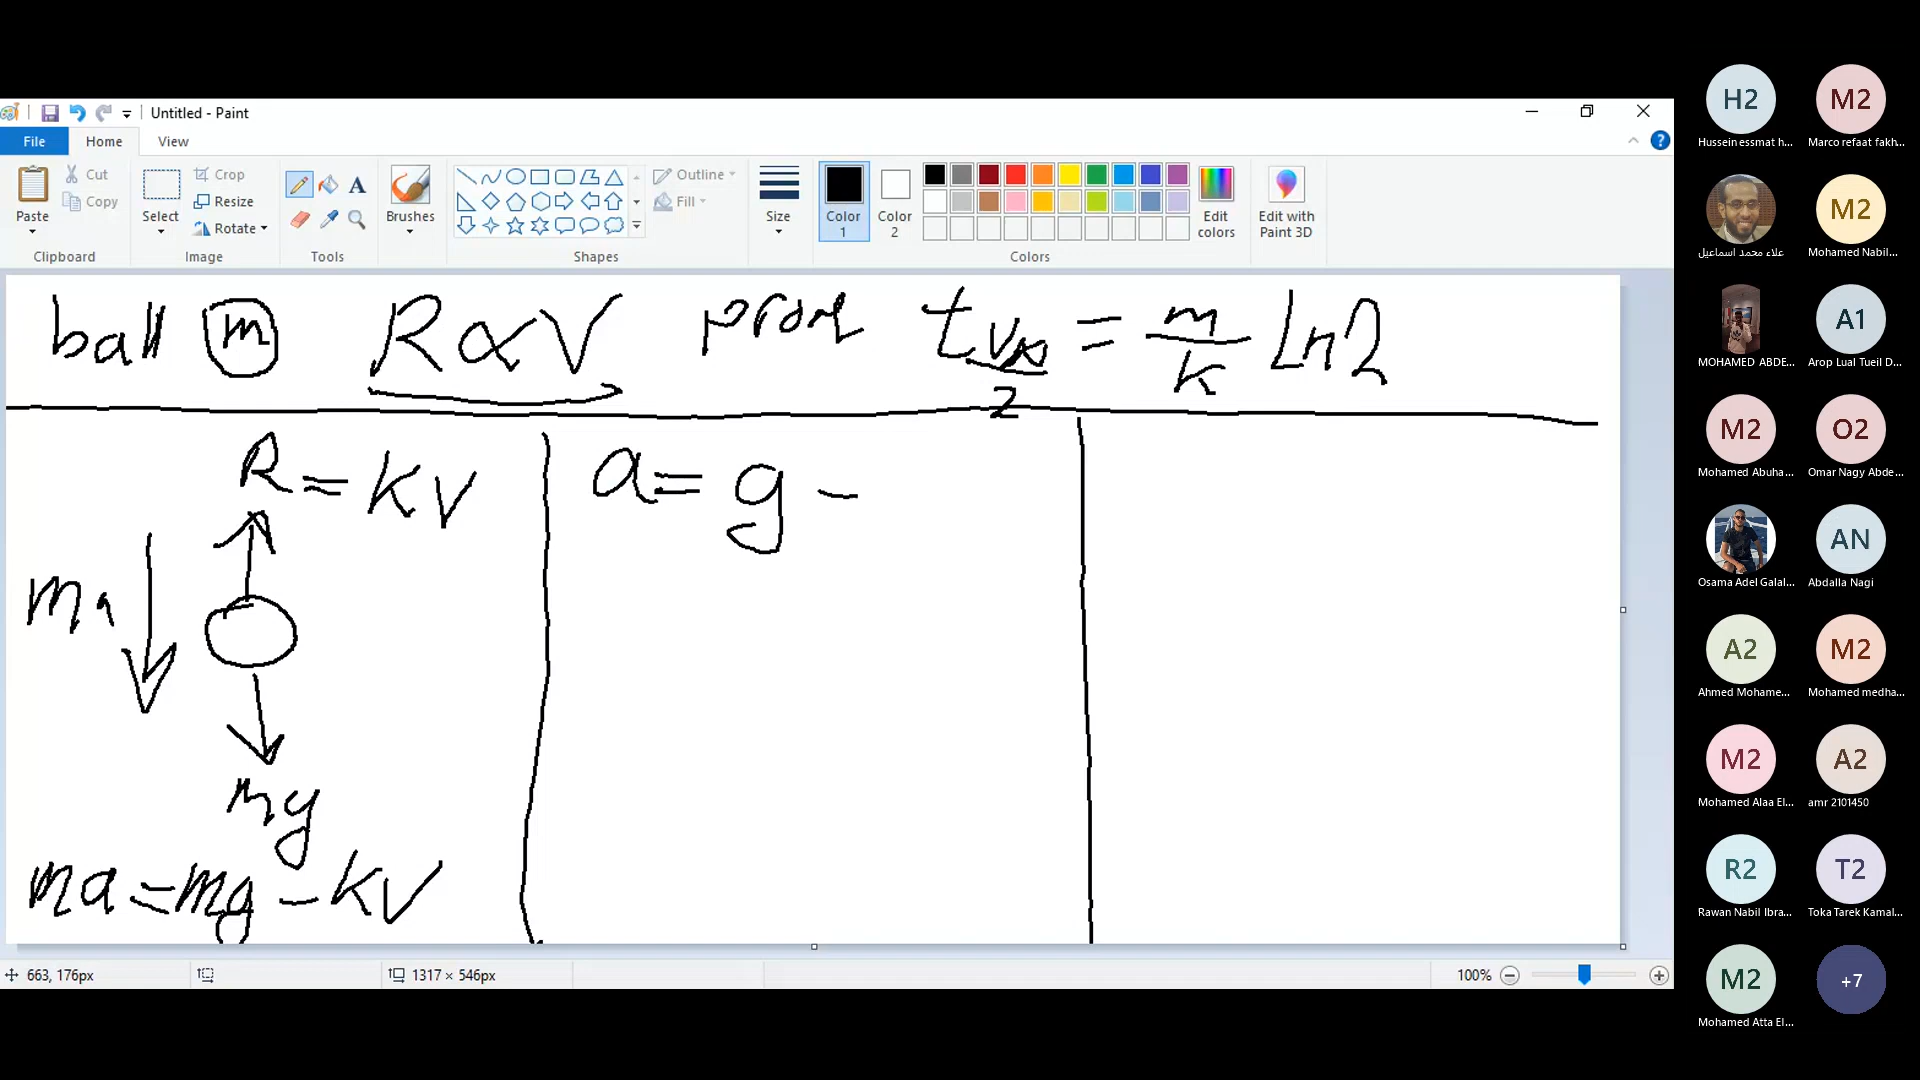 Untitled - Paint
File Home View
Paste Cut Copy Clipboard
Select Crop Resize Rotate Image
Tools
Brushes
Outline Fill Shapes
Size
Color 1 Color 2 Edit colors Edit with Paint 3D Colors
ball m R∝V t V∞/2 = m/k Ln2
R = KV
ma
mg
ma = mg - KV
a = g -
663, 176px 1317 × 546px 100%
H2 M2
Hussein essmat h... Marco refaat fakh...
M2
علاء محمد اسماعيل Mohamed Nabil...
A1
MOHAMED ABDE... Arop Lual Tueil D...
M2 O2
Mohamed Abuha... Omar Nagy Abde...
AN
Osama Adel Galal... Abdalla Nagi
A2 M2
Ahmed Mohame... Mohamed medha...
M2 A2
Mohamed Alaa El... amr 2101450
R2 T2
Rawan Nabil Ibra... Toka Tarek Kamal...
M2 +7
Mohamed Atta El...